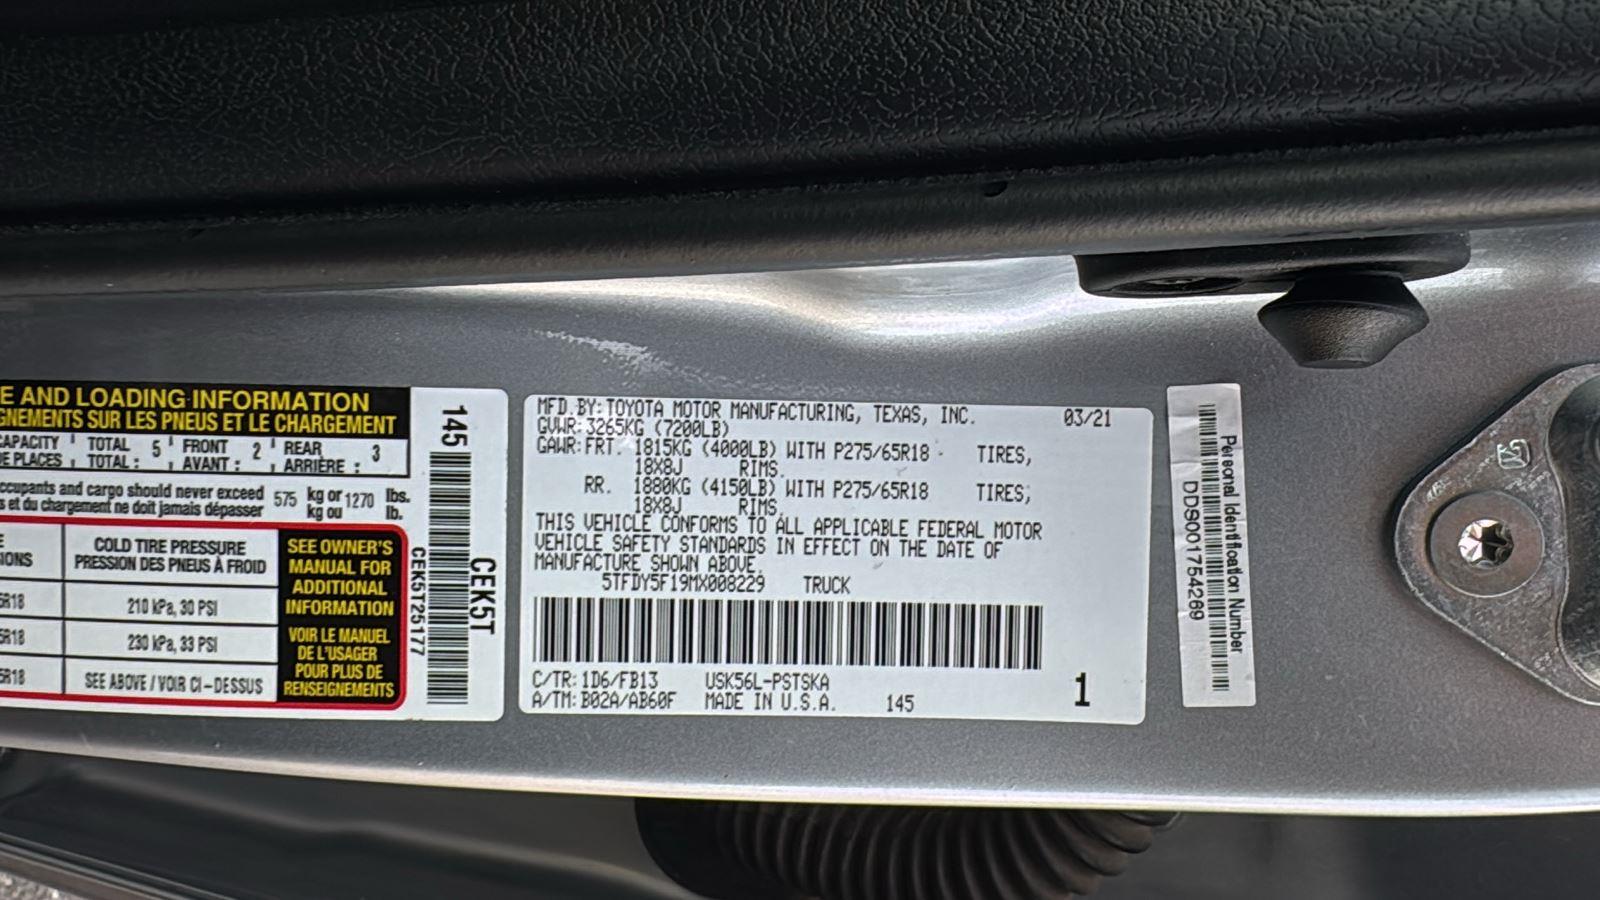 E AND LOADING INFORMATION
GNEMENTS SUR LES PNEUS ET LE CHARGEMENT
CAPACITY TOTAL 5 FRONT 2 REAR 3
DE PLACES TOTAL: AVANT: ARRIÈRE:
ccupants and cargo should never exceed 575 kg or 1270 lbs.
s et du chargement ne doit jamais dépasser kg ou lb.
COLD TIRE PRESSURE
IONS PRESSION DES PNEUS À FROID
5R18 210 kPa, 30 PSI
5R18 230 kPa, 33 PSI
5R18 SEE ABOVE / VOIR CI-DESSUS
SEE OWNER'S
MANUAL FOR
ADDITIONAL
INFORMATION
VOIR LE MANUEL
DE L'USAGER
POUR PLUS DE
RENSEIGNEMENTS
145
CEK5T
CEK5T25177
MFD.BY:TOYOTA MOTOR MANUFACTURING, TEXAS, INC. 03/21
GVWR:3265KG (7200LB)
GAWR:FRT. 1815KG (4000LB) WITH P275/65R18 TIRES,
18X8J RIMS.
RR. 1880KG (4150LB) WITH P275/65R18 TIRES;
18X8J RIMS.
THIS VEHICLE CONFORMS TO ALL APPLICABLE FEDERAL MOTOR
VEHICLE SAFETY STANDARDS IN EFFECT ON THE DATE OF
MANUFACTURE SHOWN ABOVE.
5TFDY5F19MX008229 TRUCK
C/TR:1D6/FB13 USK56L-PSTSKA
A/TM:B02A/AB60F MADE IN U.S.A. 145
1
Personal Identification Number
DDS001754269